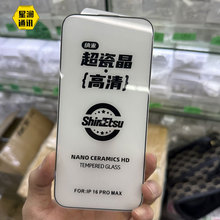 星澜
通讯
纳米
超瓷晶
{高清}
ShinEtsu
NANO CERAMICS HD
TEMPERED GLASS
FOR: IP 16 PRO MAX